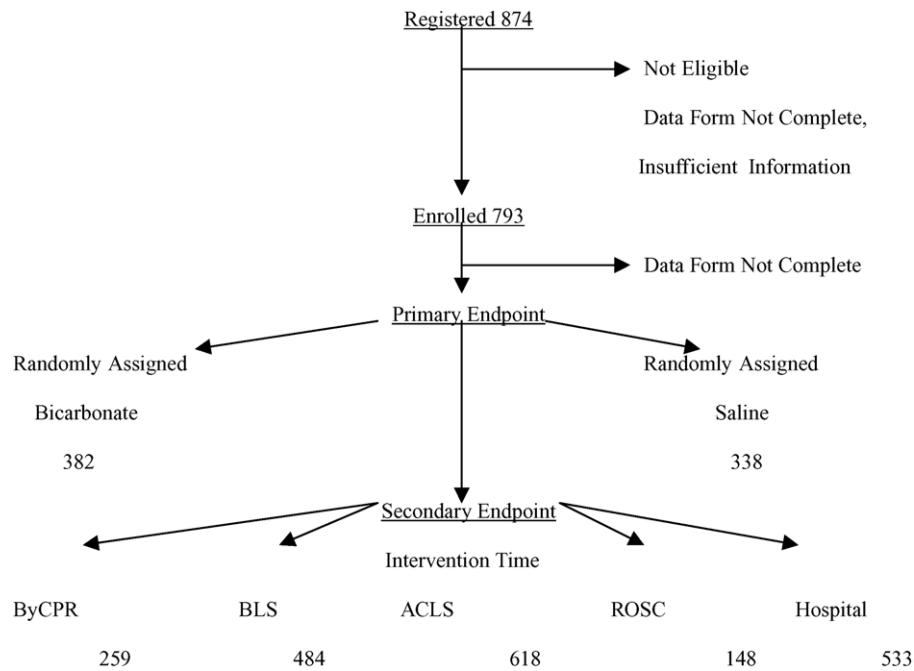 Registered 874
Not Eligible
Data Form Not Complete,
Insufficient Information
Enrolled 793
Data Form Not Complete
Primary Endpoint
Randomly Assigned
Bicarbonate
382
Randomly Assigned
Saline
338
Secondary Endpoint
Intervention Time
ByCPR BLS ACLS ROSC Hospital
259 484 618 148 533